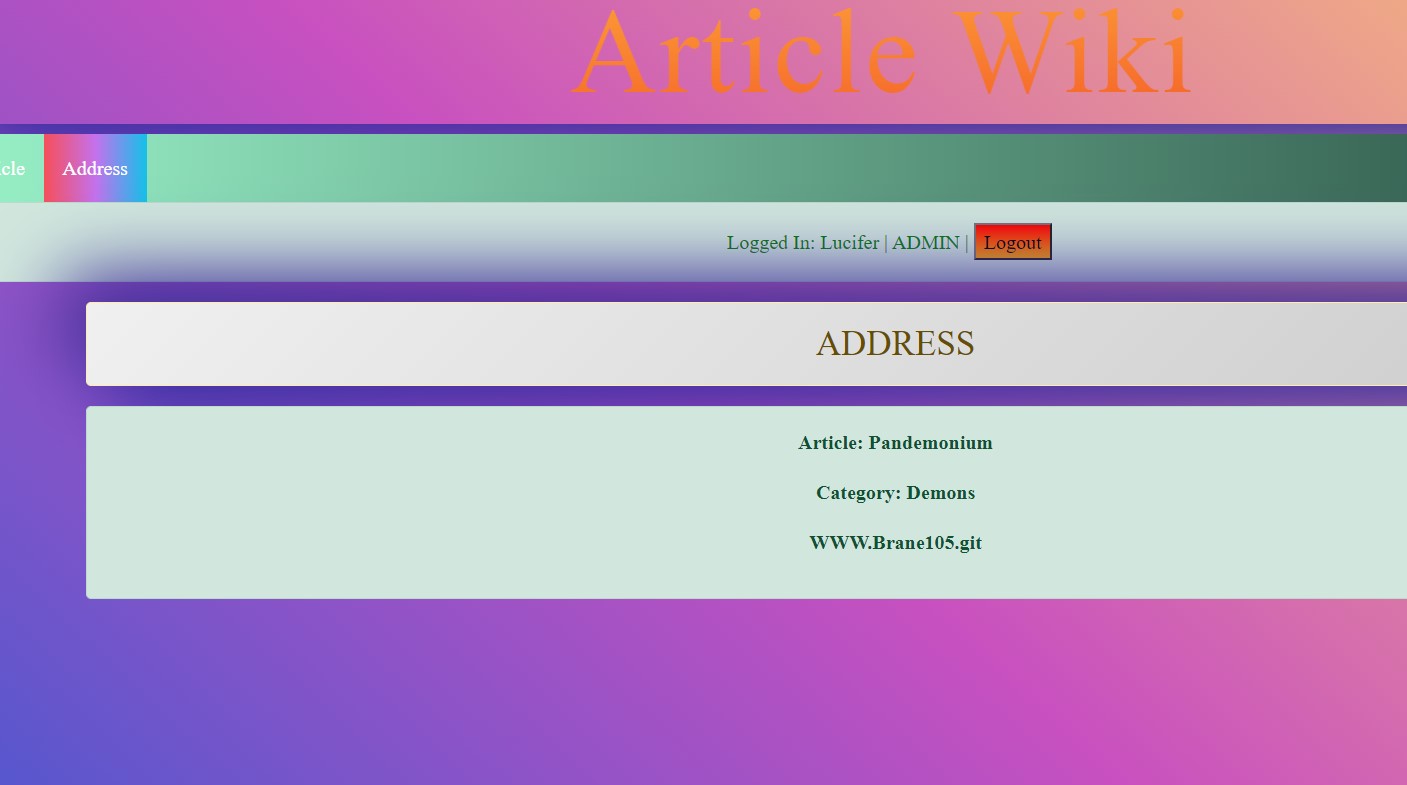 Article Wiki
cle
Address
Logged In: Lucifer | ADMIN |
Logout
ADDRESS
Article: Pandemonium
Category: Demons
WWW.Brane105.git